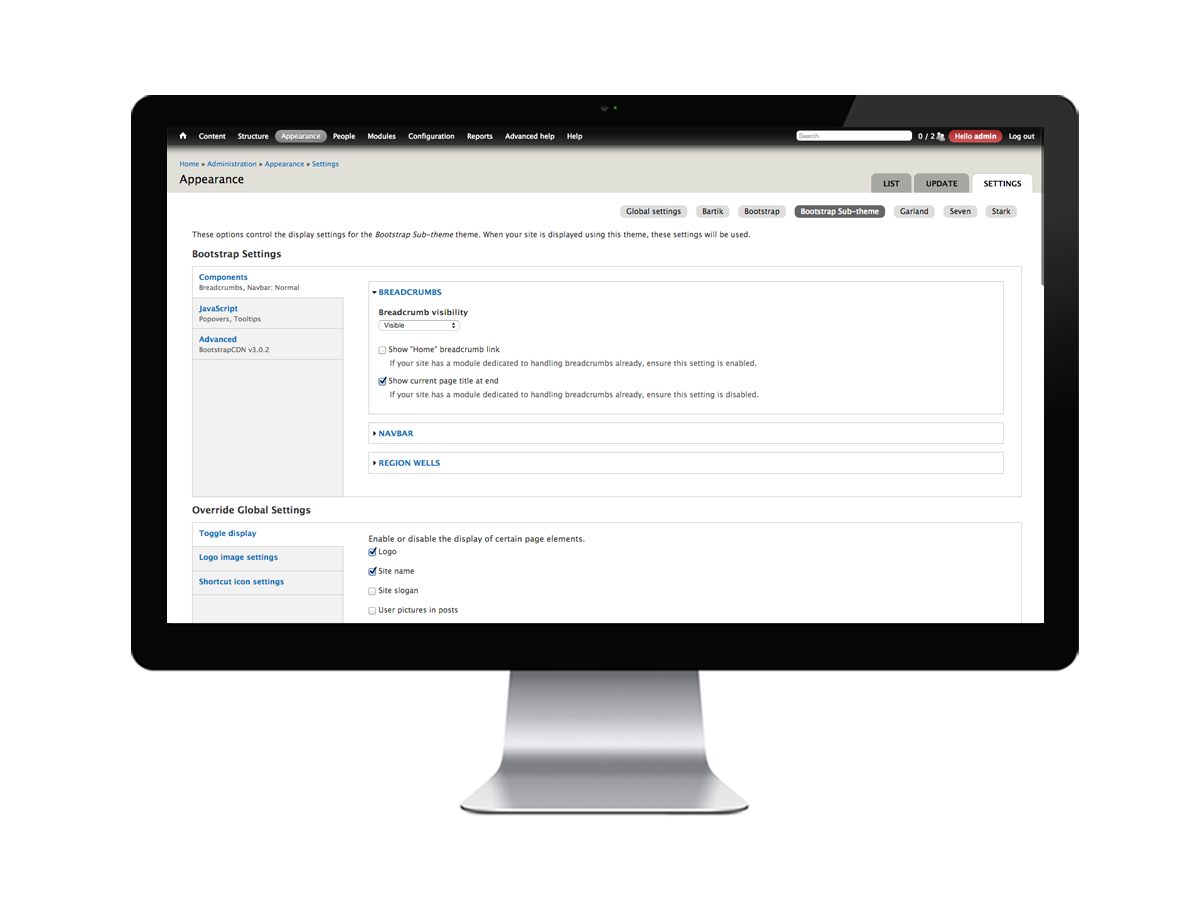 Content Structure Appearance People Modules Configuration Reports Advanced help Help Search 0 / 2 Hello admin Log out
Home » Administration » Appearance » Settings
Appearance
LIST UPDATE SETTINGS
Global settings Bartik Bootstrap Bootstrap Sub-theme Garland Seven Stark
These options control the display settings for the Bootstrap Sub-theme theme. When your site is displayed using this theme, these settings will be used.
Bootstrap Settings
Components
Breadcrumbs, Navbar: Normal
JavaScript
Popovers, Tooltips
Advanced
BootstrapCDN v3.0.2
BREADCRUMBS
Breadcrumb visibility
Visible
Show "Home" breadcrumb link
If your site has a module dedicated to handling breadcrumbs already, ensure this setting is enabled.
Show current page title at end
If your site has a module dedicated to handling breadcrumbs already, ensure this setting is disabled.
NAVBAR
REGION WELLS
Override Global Settings
Toggle display
Logo image settings
Shortcut icon settings
Enable or disable the display of certain page elements.
Logo
Site name
Site slogan
User pictures in posts